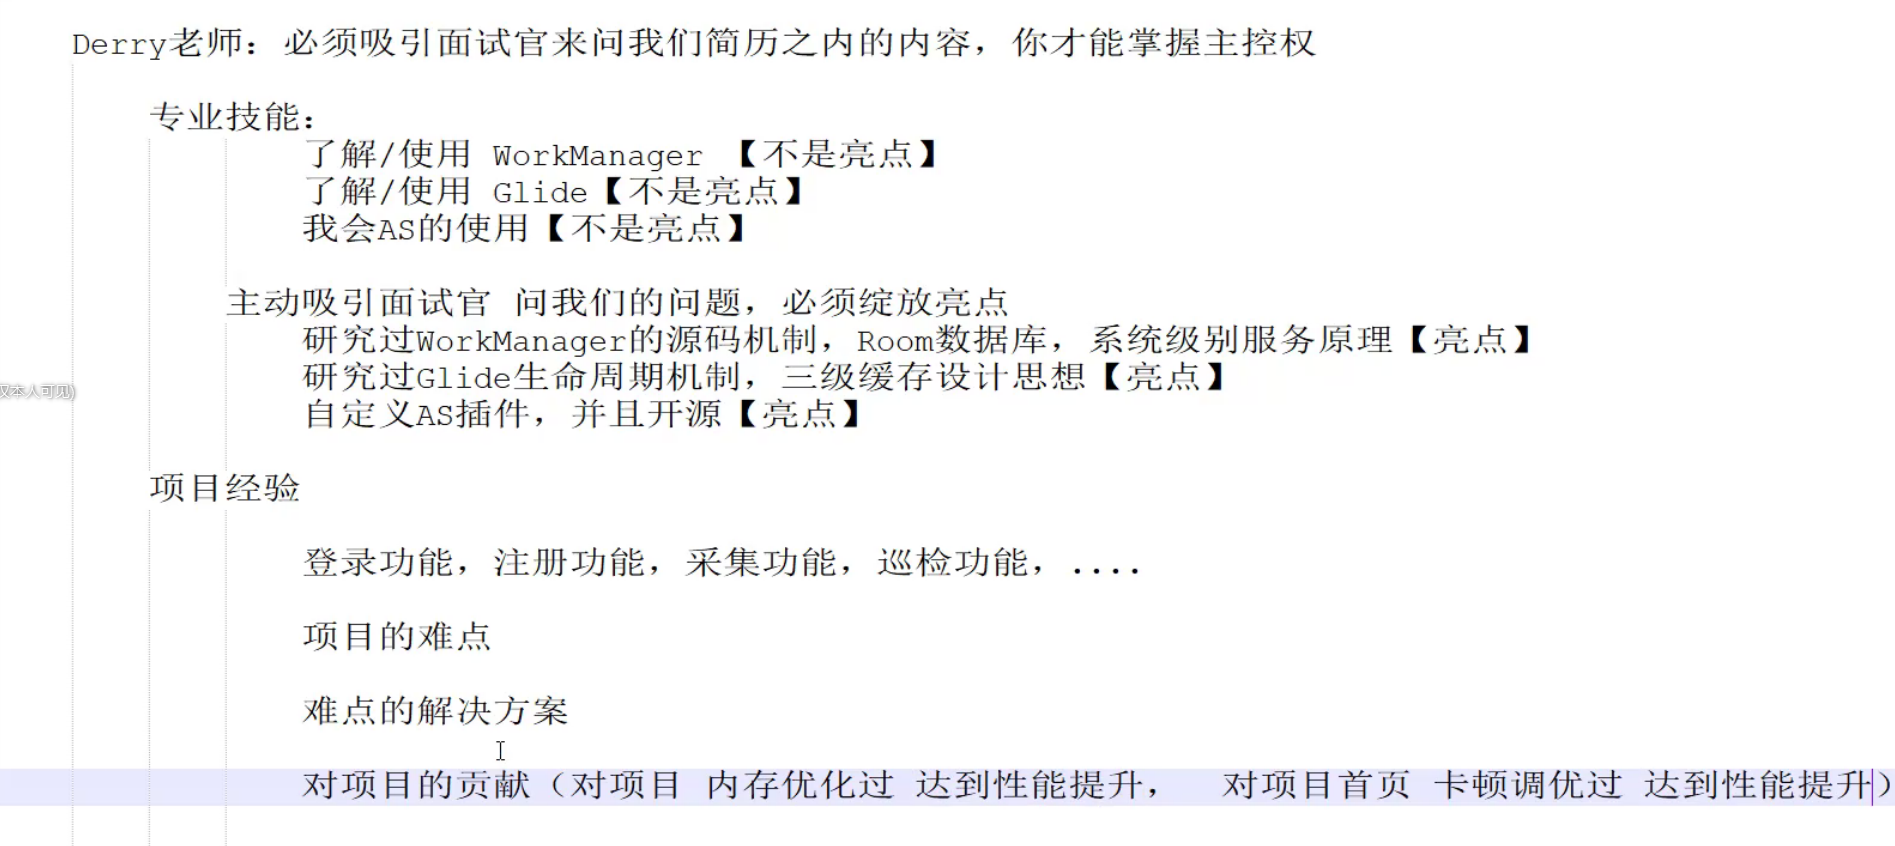 Derry老师：必须吸引面试官来问我们简历之内的内容，你才能掌握主控权
专业技能：
了解/使用 WorkManager 【不是亮点】
了解/使用 Glide【不是亮点】
我会AS的使用【不是亮点】
主动吸引面试官 问我们的问题，必须绽放亮点
研究过WorkManager的源码机制，Room数据库，系统级别服务原理【亮点】
研究过Glide生命周期机制，三级缓存设计思想【亮点】
仅本人可见)
自定义AS插件，并且开源【亮点】
项目经验
登录功能，注册功能，采集功能，巡检功能，....
项目的难点
难点的解决方案
对项目的贡献（对项目 内存优化过 达到性能提升， 对项目首页 卡顿调优过 达到性能提升）